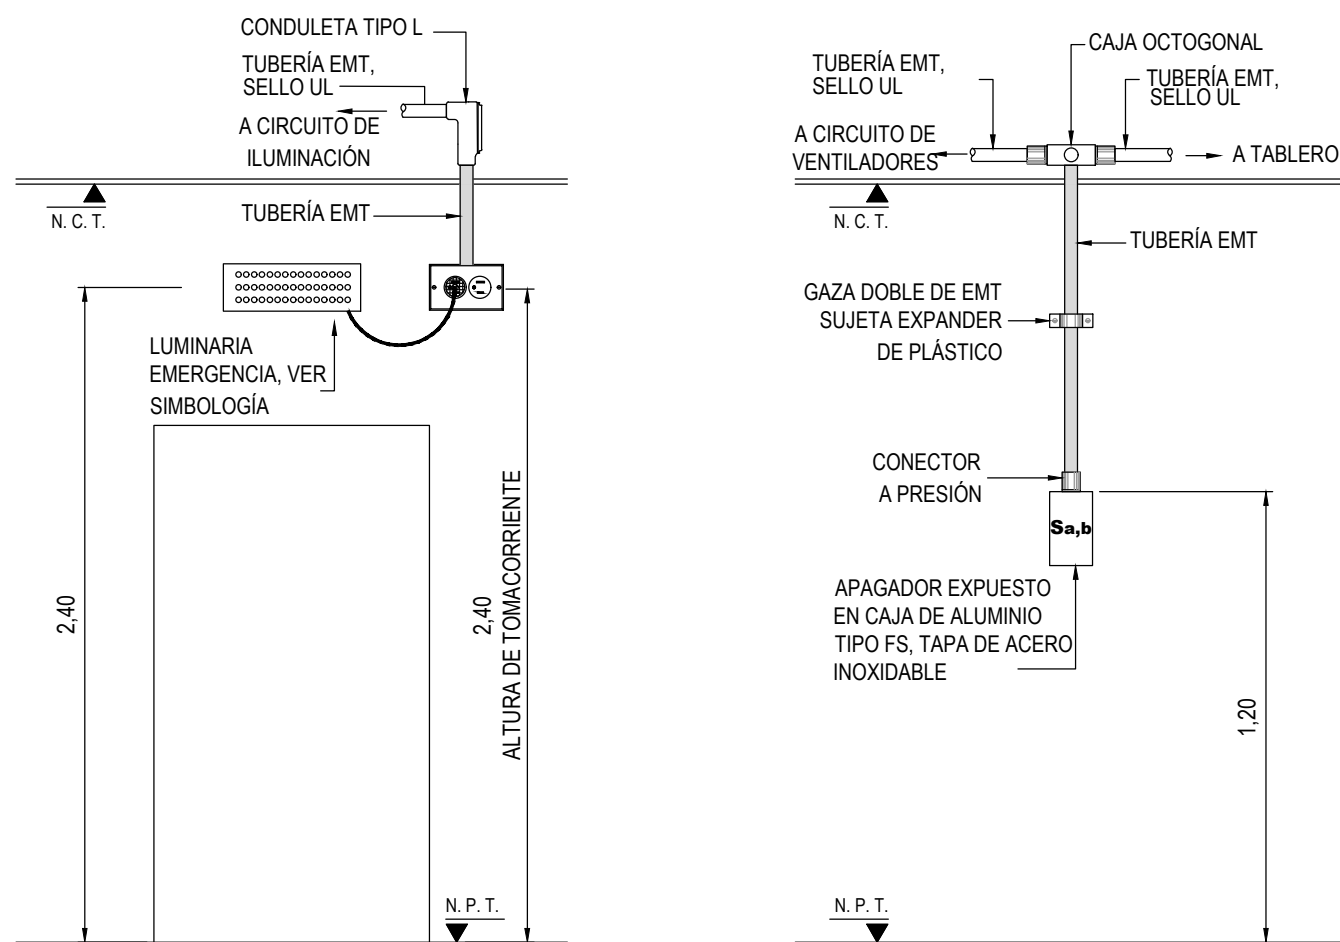 CONDULETA TIPO L
TUBERÍA EMT,
SELLO UL
A CIRCUITO DE
ILUMINACIÓN
N. C. T.
TUBERÍA EMT
LUMINARIA
EMERGENCIA, VER
SIMBOLOGÍA
2,40
2,40
ALTURA DE TOMACORRIENTE
N. P. T.
CAJA OCTOGONAL
TUBERÍA EMT,
SELLO UL
TUBERÍA EMT,
SELLO UL
A CIRCUITO DE
VENTILADORES
A TABLERO
N. C. T.
TUBERÍA EMT
GAZA DOBLE DE EMT
SUJETA EXPANDER
DE PLÁSTICO
CONECTOR
A PRESIÓN
Sa,b
APAGADOR EXPUESTO
EN CAJA DE ALUMINIO
TIPO FS, TAPA DE ACERO
INOXIDABLE
1,20
N. P. T.